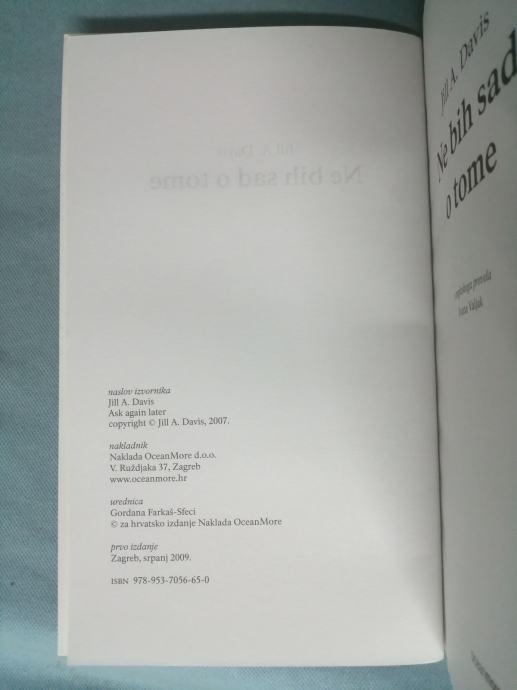 naslov izvornika
Jill A. Davis
Ask again later
copyright © Jill A. Davis, 2007.
nakladnik
Naklada OceanMore d.o.o.
V. Ruždjaka 37, Zagreb
www.oceanmore.hr
urednica
Gordana Farkaš-Sfeci
© za hrvatsko izdanje Naklada OceanMore
prvo izdanje
Zagreb, srpanj 2009.
ISBN 978-953-7056-65-0
Jill A. Davis
Ne bih sad
o tome
s engleskoga prevela